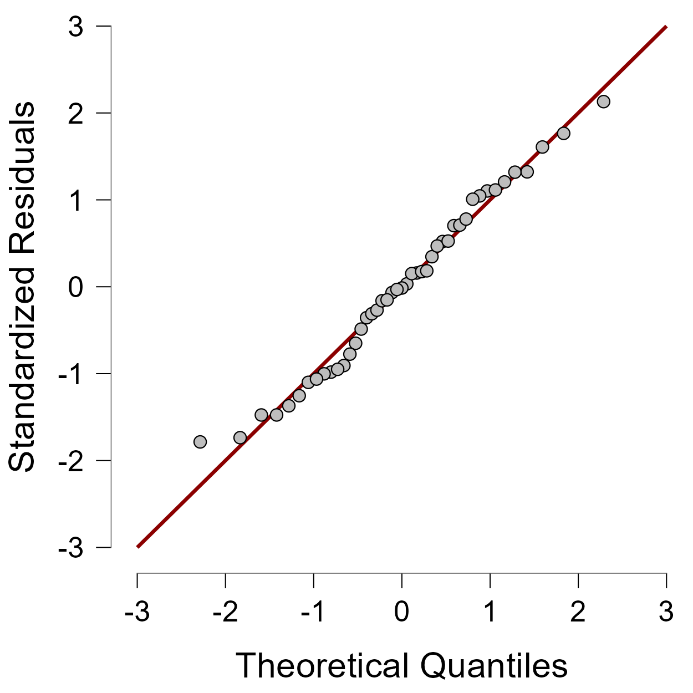 Standardized Residuals
3
2
1
0
-1
-2
-3
-3 -2 -1 0 1 2 3
Theoretical Quantiles